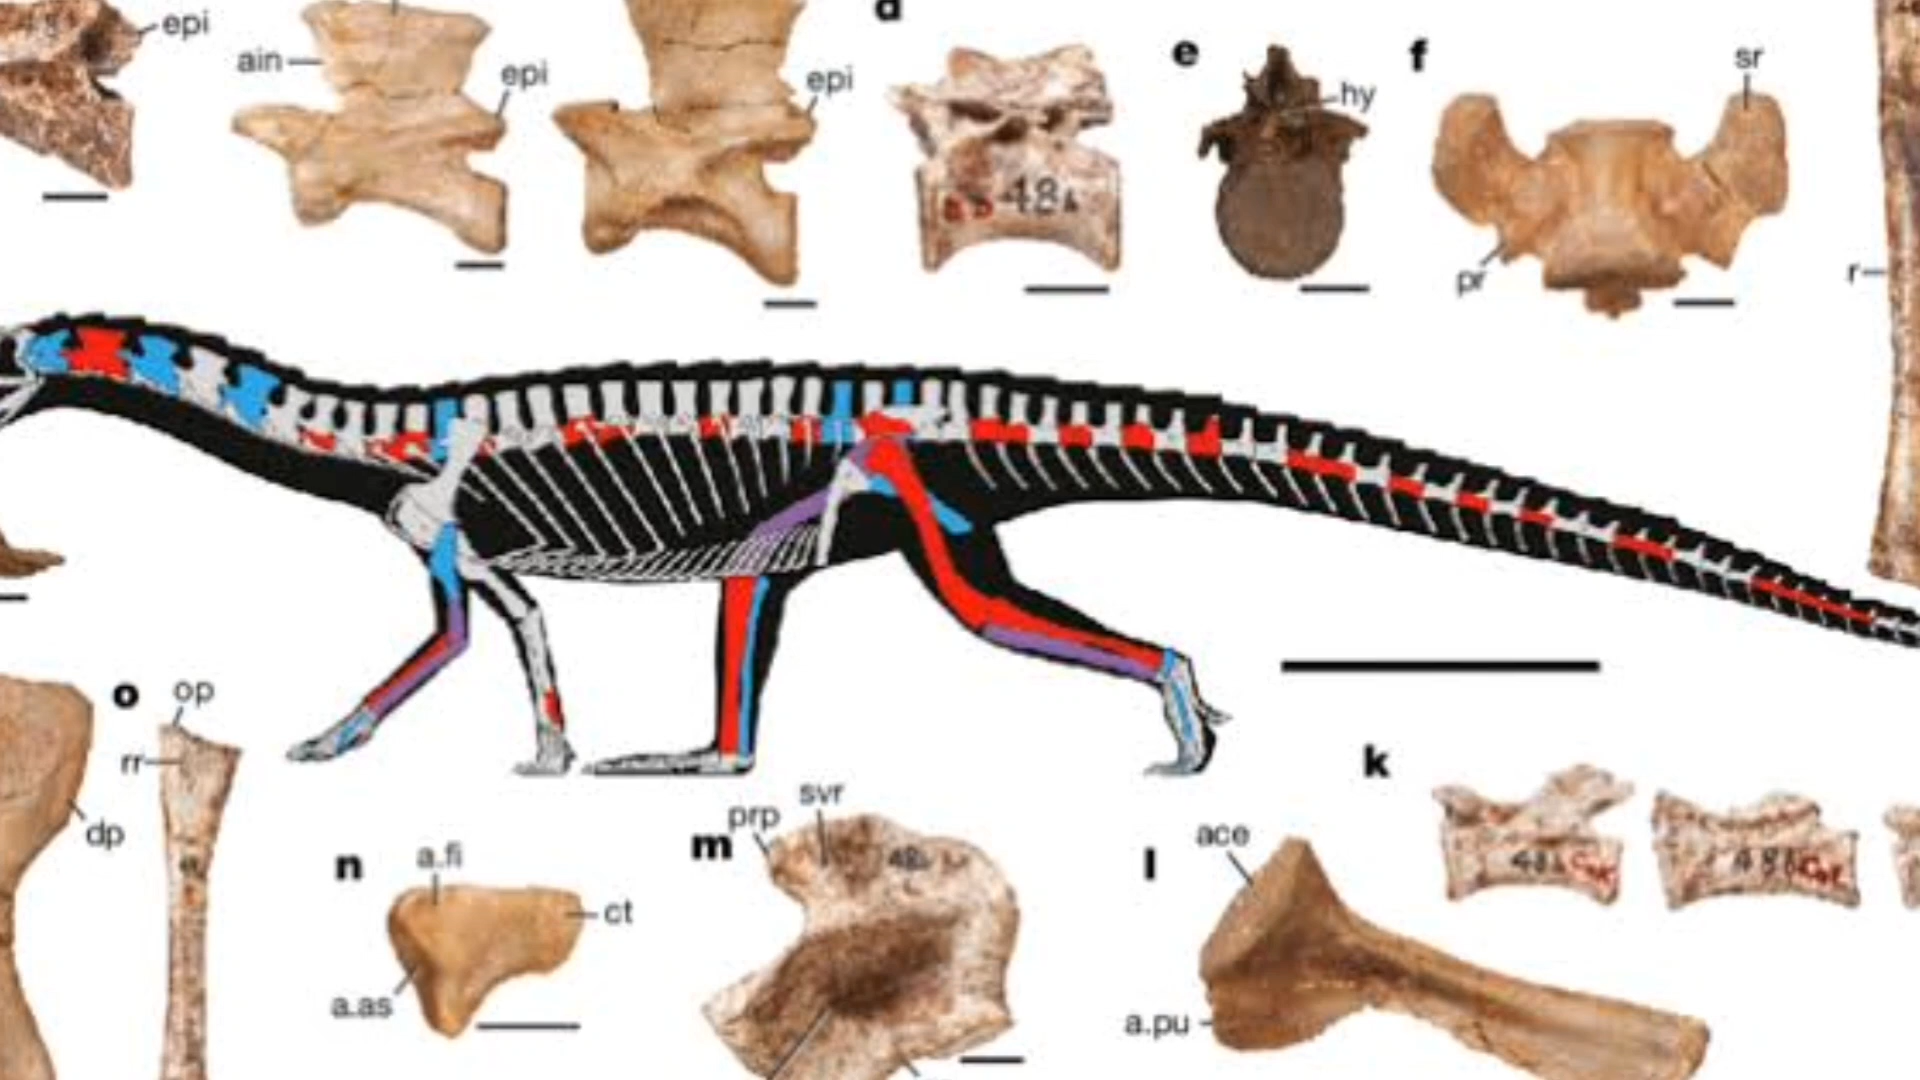 epi
ain
epi
epi
d
48
e
hy
f
sr
pr
r
o
op
rr
dp
n
a.fi
ct
a.as
m
prp
svr
48
l
ace
a.pu
k